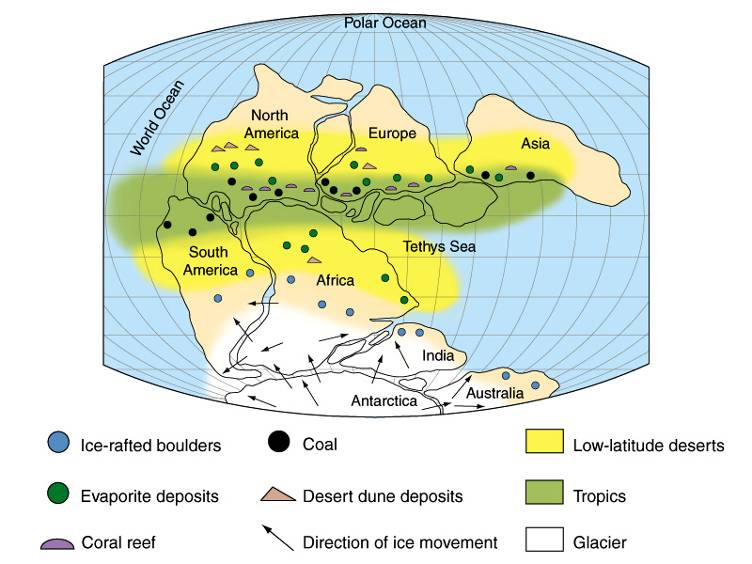 Polar Ocean
World Ocean
North
America
Europe
Asia
South
America
Africa
Tethys Sea
India
Antarctica
Australia
Ice-rafted boulders
Coal
Low-latitude deserts
Evaporite deposits
Desert dune deposits
Tropics
Coral reef
Direction of ice movement
Glacier